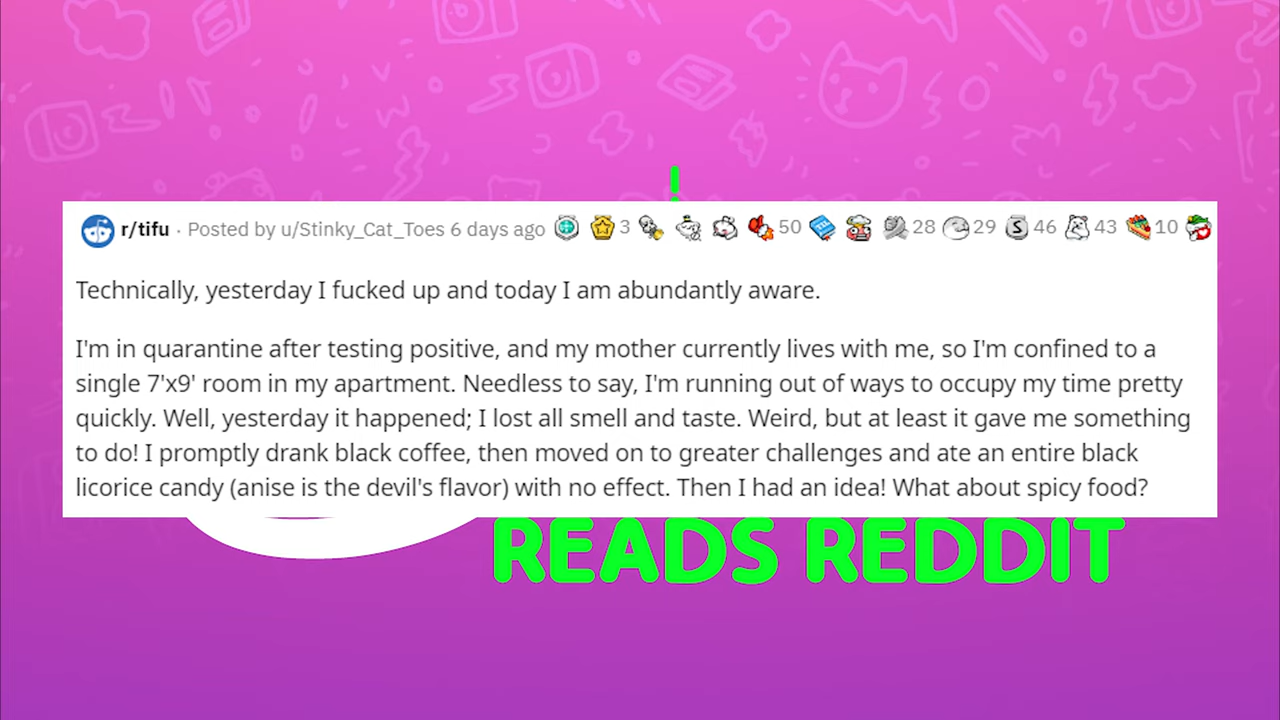 !
r/tifu · Posted by u/Stinky_Cat_Toes 6 days ago 3 50 28 29 S 46 43 10
Technically, yesterday I fucked up and today I am abundantly aware.
I'm in quarantine after testing positive, and my mother currently lives with me, so I'm confined to a
single 7'x9' room in my apartment. Needless to say, I'm running out of ways to occupy my time pretty
quickly. Well, yesterday it happened; I lost all smell and taste. Weird, but at least it gave me something
to do! I promptly drank black coffee, then moved on to greater challenges and ate an entire black
licorice candy (anise is the devil's flavor) with no effect. Then I had an idea! What about spicy food?
READS REDDIT